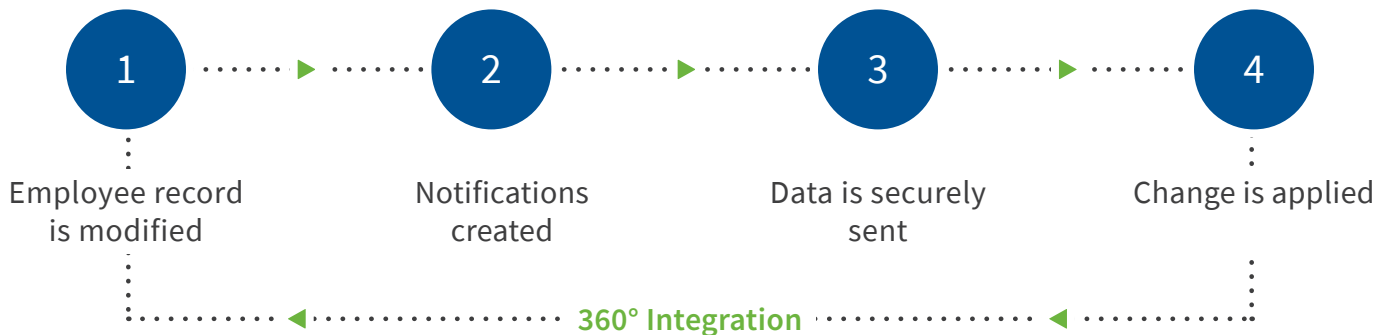 1
2
3
4
Employee record
is modified
Notifications
created
Data is securely
sent
Change is applied
360° Integration